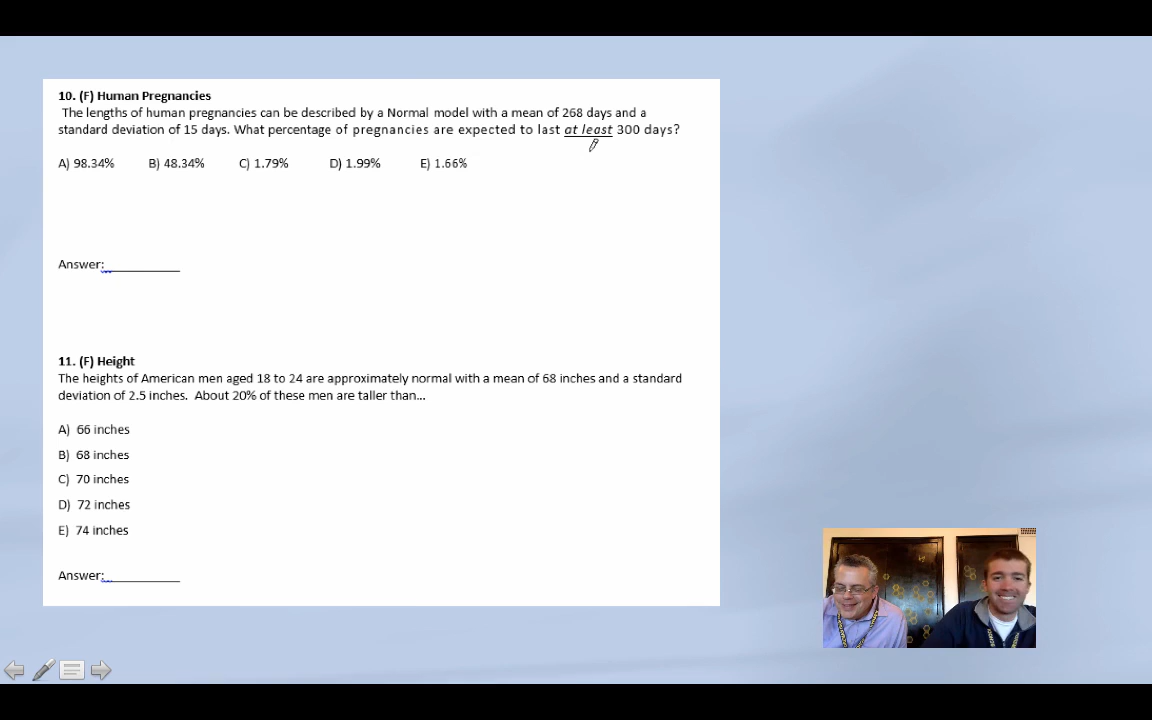 10. (F) Human Pregnancies
The lengths of human pregnancies can be described by a Normal model with a mean of 268 days and a
standard deviation of 15 days. What percentage of pregnancies are expected to last at least 300 days?
A) 98.34% B) 48.34% C) 1.79% D) 1.99% E) 1.66%
Answer:__________
11. (F) Height
The heights of American men aged 18 to 24 are approximately normal with a mean of 68 inches and a standard
deviation of 2.5 inches. About 20% of these men are taller than...
A) 66 inches
B) 68 inches
C) 70 inches
D) 72 inches
E) 74 inches
Answer:__________